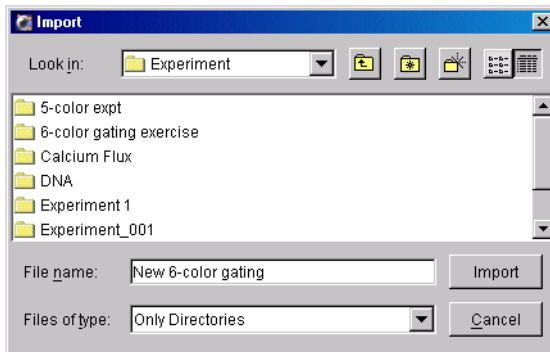 Import
Look in: Experiment
5-color expt
6-color gating exercise
Calcium Flux
DNA
Experiment 1
Experiment_001
File name: New 6-color gating Import
Files of type: Only Directories Cancel